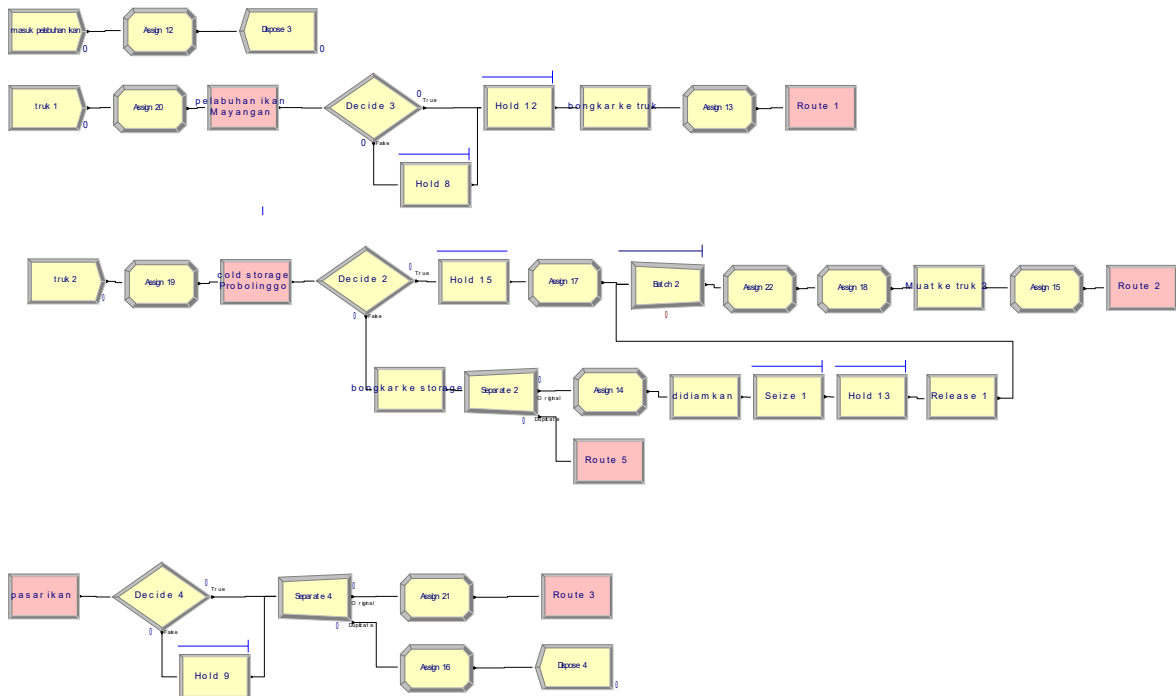 masuk pelabuhan ikan
0
Assign 12
Dispose 3
0
truk 1
0
Assign 20
pelabuhan ikan
Mayangan
Decide 3
0
True
0
False
Hold 8
Hold 12
bongkar ke truk
Assign 13
Route 1
truk 2
0
Assign 19
cold storage
Probolinggo
Decide 2
0
True
0
False
Hold 15
Assign 17
Batch 2
0
Assign 22
Assign 18
Muat ke truk 2
Assign 15
Route 2
bongkar ke storage
Separate 2
0
Original
0
Duplicate
Assign 14
didiamkan
Seize 1
Hold 13
Release 1
Route 5
pasar ikan
Decide 4
0
True
0
False
Hold 9
Separate 4
0
Original
0
Duplicate
Assign 21
Route 3
Assign 16
Dispose 4
0